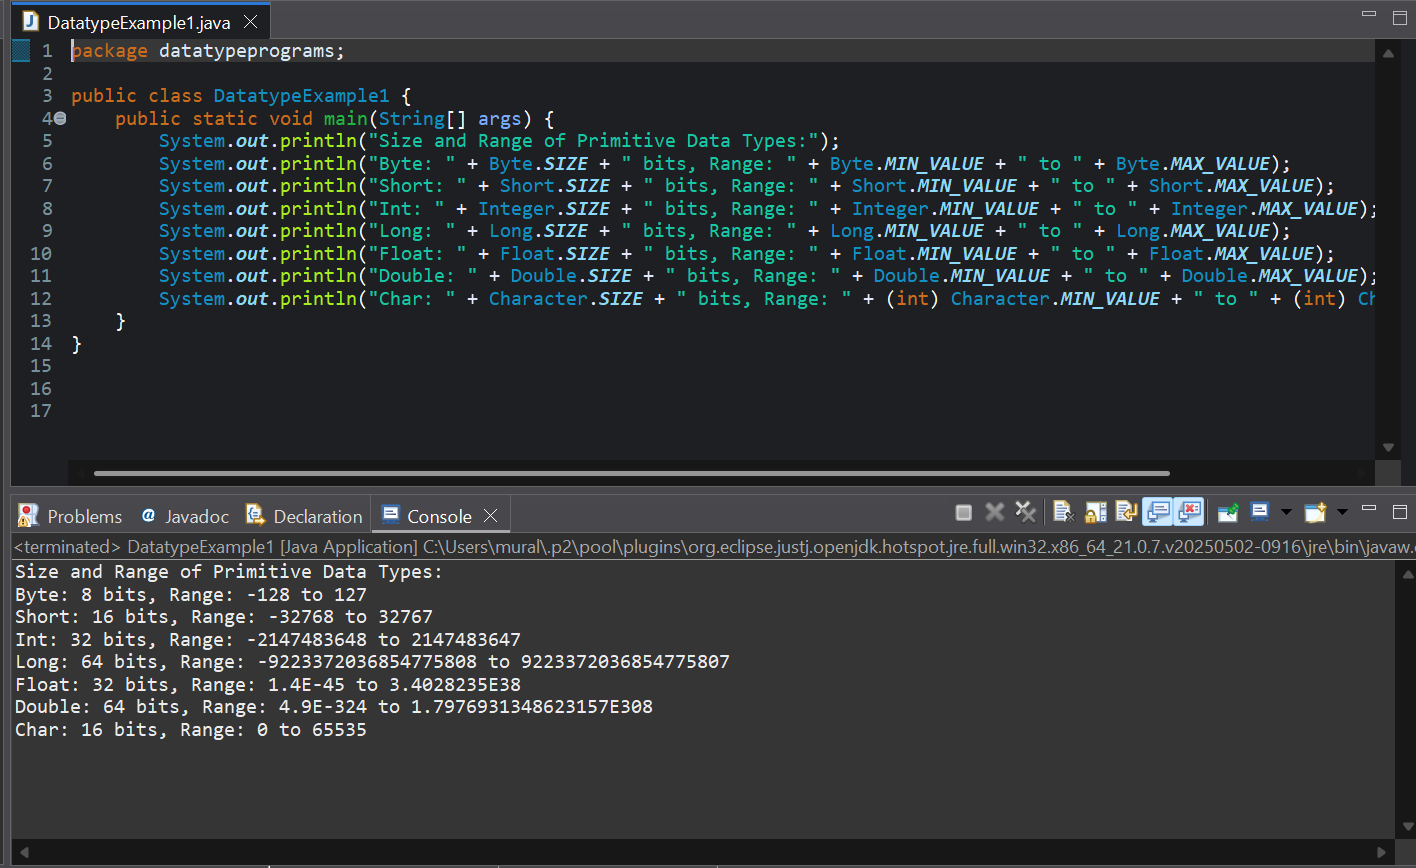 DatatypeExample1.java
1 package datatypeprograms;
2
3 public class DatatypeExample1 {
4 public static void main(String[] args) {
5 System.out.println("Size and Range of Primitive Data Types:");
6 System.out.println("Byte: " + Byte.SIZE + " bits, Range: " + Byte.MIN_VALUE + " to " + Byte.MAX_VALUE);
7 System.out.println("Short: " + Short.SIZE + " bits, Range: " + Short.MIN_VALUE + " to " + Short.MAX_VALUE);
8 System.out.println("Int: " + Integer.SIZE + " bits, Range: " + Integer.MIN_VALUE + " to " + Integer.MAX_VALUE);
9 System.out.println("Long: " + Long.SIZE + " bits, Range: " + Long.MIN_VALUE + " to " + Long.MAX_VALUE);
10 System.out.println("Float: " + Float.SIZE + " bits, Range: " + Float.MIN_VALUE + " to " + Float.MAX_VALUE);
11 System.out.println("Double: " + Double.SIZE + " bits, Range: " + Double.MIN_VALUE + " to " + Double.MAX_VALUE);
12 System.out.println("Char: " + Character.SIZE + " bits, Range: " + (int) Character.MIN_VALUE + " to " + (int) Ch
13 }
14 }
15
16
17
Problems @ Javadoc Declaration Console
<terminated> DatatypeExample1 [Java Application] C:\Users\mural\.p2\pool\plugins\org.eclipse.justj.openjdk.hotspot.jre.full.win32.x86_64_21.0.7.v20250502-0916\jre\bin\javaw.e
Size and Range of Primitive Data Types:
Byte: 8 bits, Range: -128 to 127
Short: 16 bits, Range: -32768 to 32767
Int: 32 bits, Range: -2147483648 to 2147483647
Long: 64 bits, Range: -9223372036854775808 to 9223372036854775807
Float: 32 bits, Range: 1.4E-45 to 3.4028235E38
Double: 64 bits, Range: 4.9E-324 to 1.7976931348623157E308
Char: 16 bits, Range: 0 to 65535